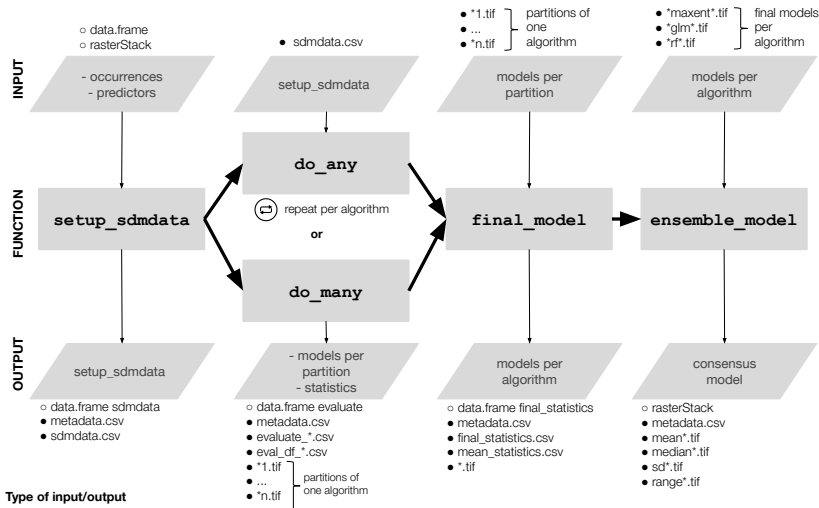 ○ data.frame
○ rasterStack
● sdmdata.csv
● *1.tif
● ...
● *n.tif
partitions of
one
algorithm
● *maxent*.tif
● *glm*.tif
● *rf*.tif
final models
per
algorithm
INPUT
- occurrences
- predictors
setup_sdmdata
models per
partition
models per
algorithm
FUNCTION
setup_sdmdata
do_any
repeat per algorithm
or
do_many
final_model
ensemble_model
OUTPUT
setup_sdmdata
- models per
partition
- statistics
models per
algorithm
consensus
model
○ data.frame sdmdata
● metadata.csv
● sdmdata.csv
○ data.frame evaluate
● metadata.csv
● evaluate_*.csv
● eval_df_*.csv
● *1.tif
● ...
● *n.tif
partitions of
one algorithm
○ data.frame final_statistics
● metadata.csv
● final_statistics.csv
● mean_statistics.csv
● *.tif
○ rasterStack
● metadata.csv
● mean*.tif
● median*.tif
● sd*.tif
● range*.tif
Type of input/output